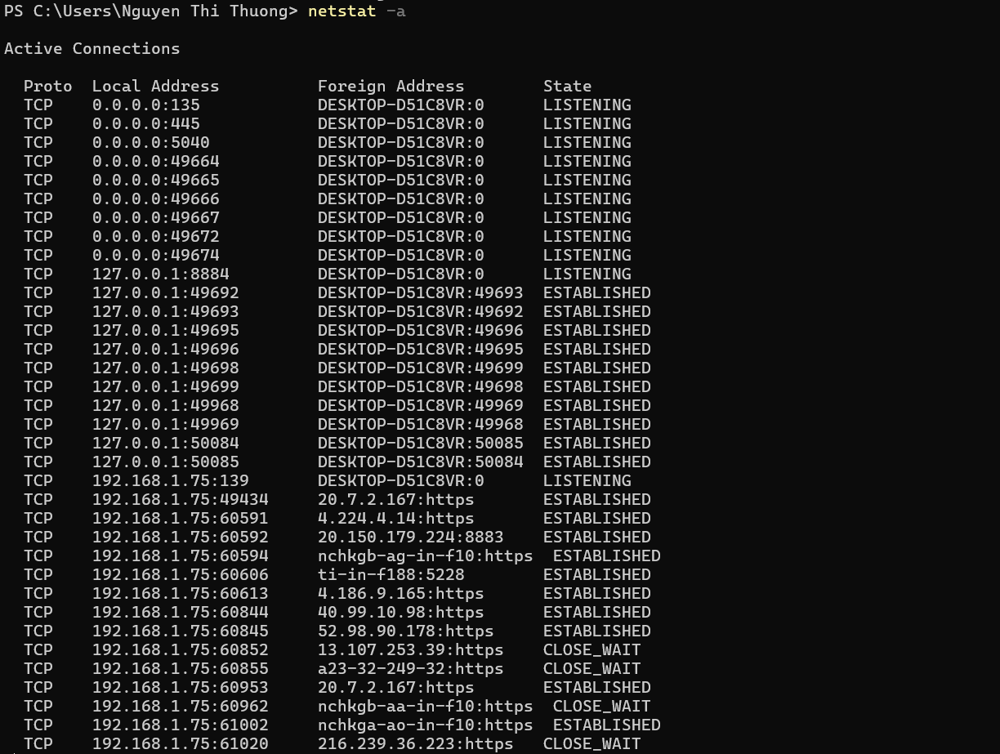 PS C:\Users\Nguyen Thi Thuong> netstat -a
Active Connections
Proto  Local Address          Foreign Address        State
TCP    0.0.0.0:135            DESKTOP-D51C8VR:0      LISTENING
TCP    0.0.0.0:445            DESKTOP-D51C8VR:0      LISTENING
TCP    0.0.0.0:5040           DESKTOP-D51C8VR:0      LISTENING
TCP    0.0.0.0:49664          DESKTOP-D51C8VR:0      LISTENING
TCP    0.0.0.0:49665          DESKTOP-D51C8VR:0      LISTENING
TCP    0.0.0.0:49666          DESKTOP-D51C8VR:0      LISTENING
TCP    0.0.0.0:49667          DESKTOP-D51C8VR:0      LISTENING
TCP    0.0.0.0:49672          DESKTOP-D51C8VR:0      LISTENING
TCP    0.0.0.0:49674          DESKTOP-D51C8VR:0      LISTENING
TCP    127.0.0.1:8884         DESKTOP-D51C8VR:0      LISTENING
TCP    127.0.0.1:49692        DESKTOP-D51C8VR:49693  ESTABLISHED
TCP    127.0.0.1:49693        DESKTOP-D51C8VR:49692  ESTABLISHED
TCP    127.0.0.1:49695        DESKTOP-D51C8VR:49696  ESTABLISHED
TCP    127.0.0.1:49696        DESKTOP-D51C8VR:49695  ESTABLISHED
TCP    127.0.0.1:49698        DESKTOP-D51C8VR:49699  ESTABLISHED
TCP    127.0.0.1:49699        DESKTOP-D51C8VR:49698  ESTABLISHED
TCP    127.0.0.1:49968        DESKTOP-D51C8VR:49969  ESTABLISHED
TCP    127.0.0.1:49969        DESKTOP-D51C8VR:49968  ESTABLISHED
TCP    127.0.0.1:50084        DESKTOP-D51C8VR:50085  ESTABLISHED
TCP    127.0.0.1:50085        DESKTOP-D51C8VR:50084  ESTABLISHED
TCP    192.168.1.75:139       DESKTOP-D51C8VR:0      LISTENING
TCP    192.168.1.75:49434     20.7.2.167:https       ESTABLISHED
TCP    192.168.1.75:60591     4.224.4.14:https       ESTABLISHED
TCP    192.168.1.75:60592     20.150.179.224:8883    ESTABLISHED
TCP    192.168.1.75:60594     nchkgb-ag-in-f10:https  ESTABLISHED
TCP    192.168.1.75:60606     ti-in-f188:5228        ESTABLISHED
TCP    192.168.1.75:60613     4.186.9.165:https      ESTABLISHED
TCP    192.168.1.75:60844     40.99.10.98:https      ESTABLISHED
TCP    192.168.1.75:60845     52.98.90.178:https     ESTABLISHED
TCP    192.168.1.75:60852     13.107.253.39:https    CLOSE_WAIT
TCP    192.168.1.75:60855     a23-32-249-32:https    CLOSE_WAIT
TCP    192.168.1.75:60953     20.7.2.167:https       ESTABLISHED
TCP    192.168.1.75:60962     nchkgb-aa-in-f10:https  CLOSE_WAIT
TCP    192.168.1.75:61002     nchkga-ao-in-f10:https  ESTABLISHED
TCP    192.168.1.75:61020     216.239.36.223:https   CLOSE_WAIT